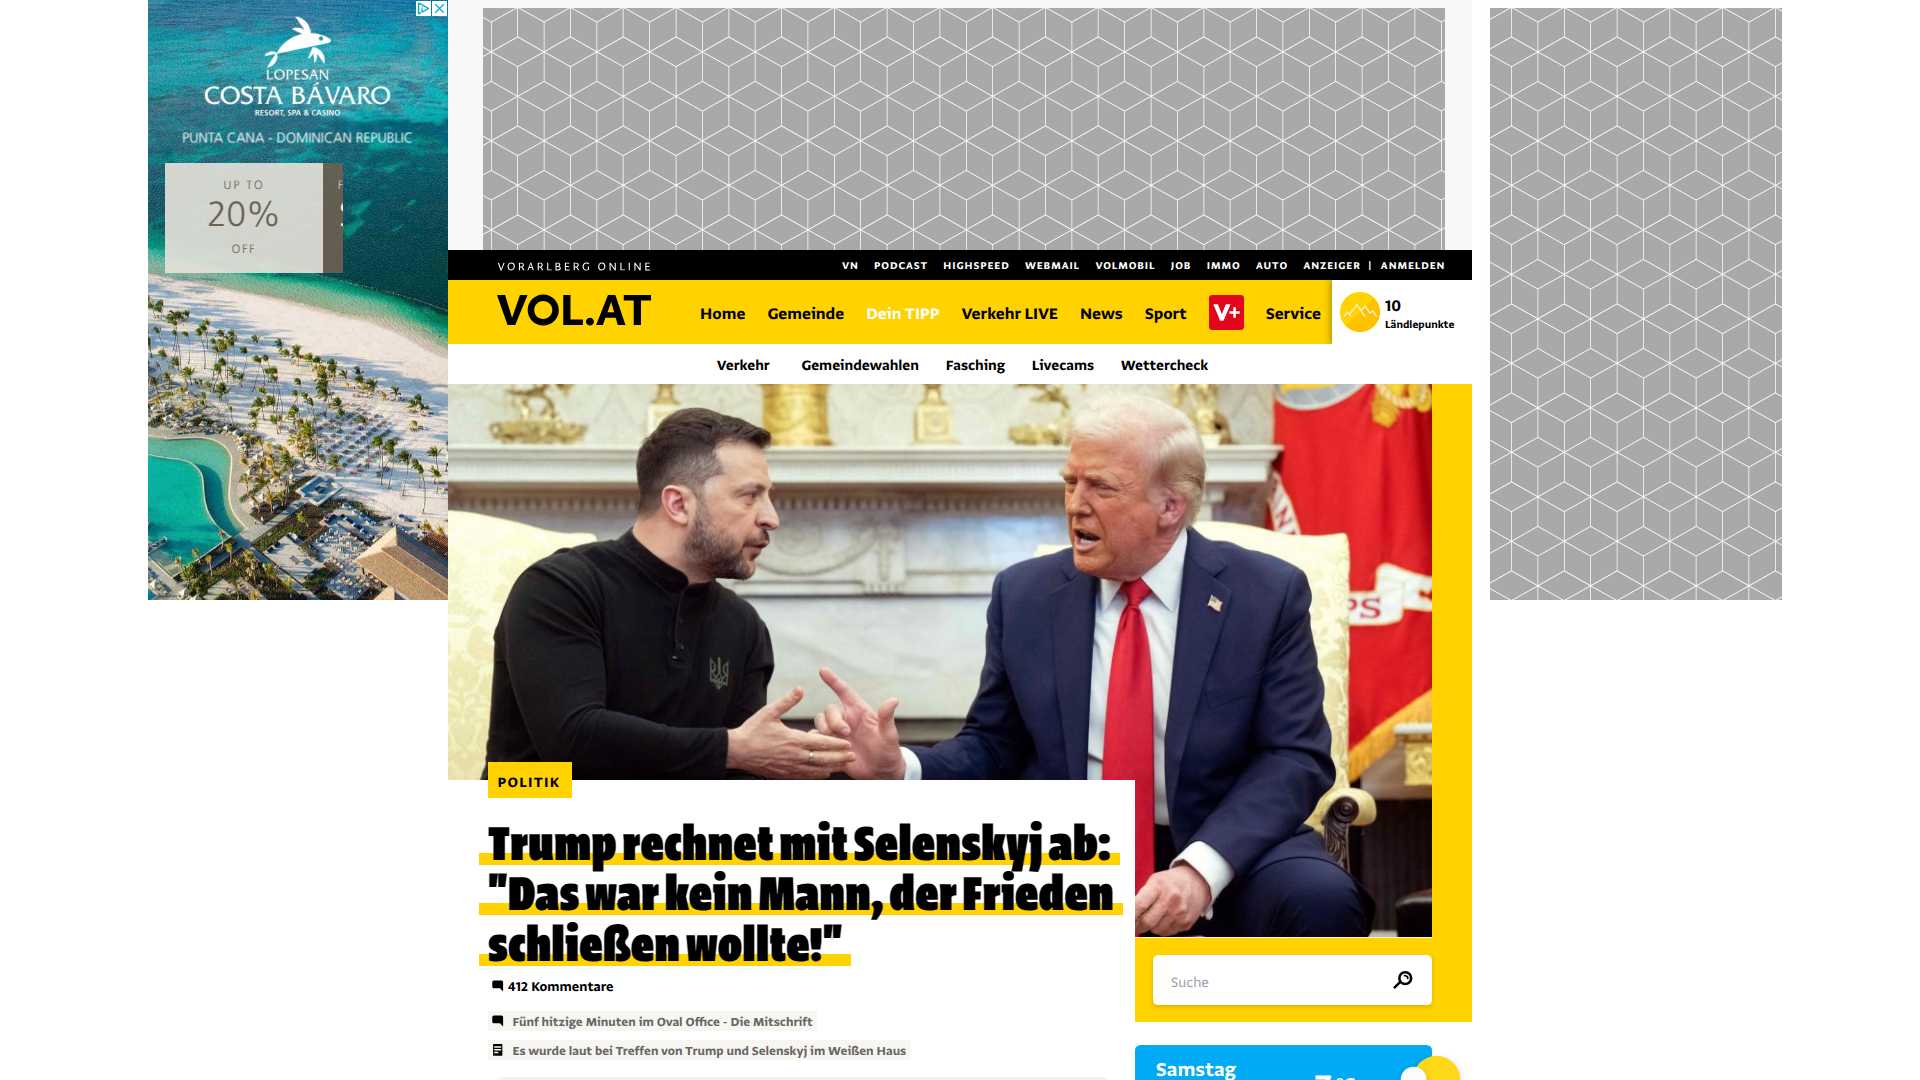 LOPESAN
COSTA BÁVARO
RESORT, SPA & CASINO
PUNTA CANA - DOMINICAN REPUBLIC
UP TO
20%
OFF
VORARLBERG ONLINE
VN PODCAST HIGHSPEED WEBMAIL VOLMOBIL JOB IMMO AUTO ANZEIGER | ANMELDEN
VOL.AT
Home Gemeinde Dein TIPP Verkehr LIVE News Sport V+ Service
10
Ländlepunkte
Verkehr Gemeindewahlen Fasching Livecams Wettercheck
POLITIK
Trump rechnet mit Selenskyj ab:
"Das war kein Mann, der Frieden
schließen wollte!"
412 Kommentare
Fünf hitzige Minuten im Oval Office - Die Mitschrift
Es wurde laut bei Treffen von Trump und Selenskyj im Weißen Haus
Suche
Samstag